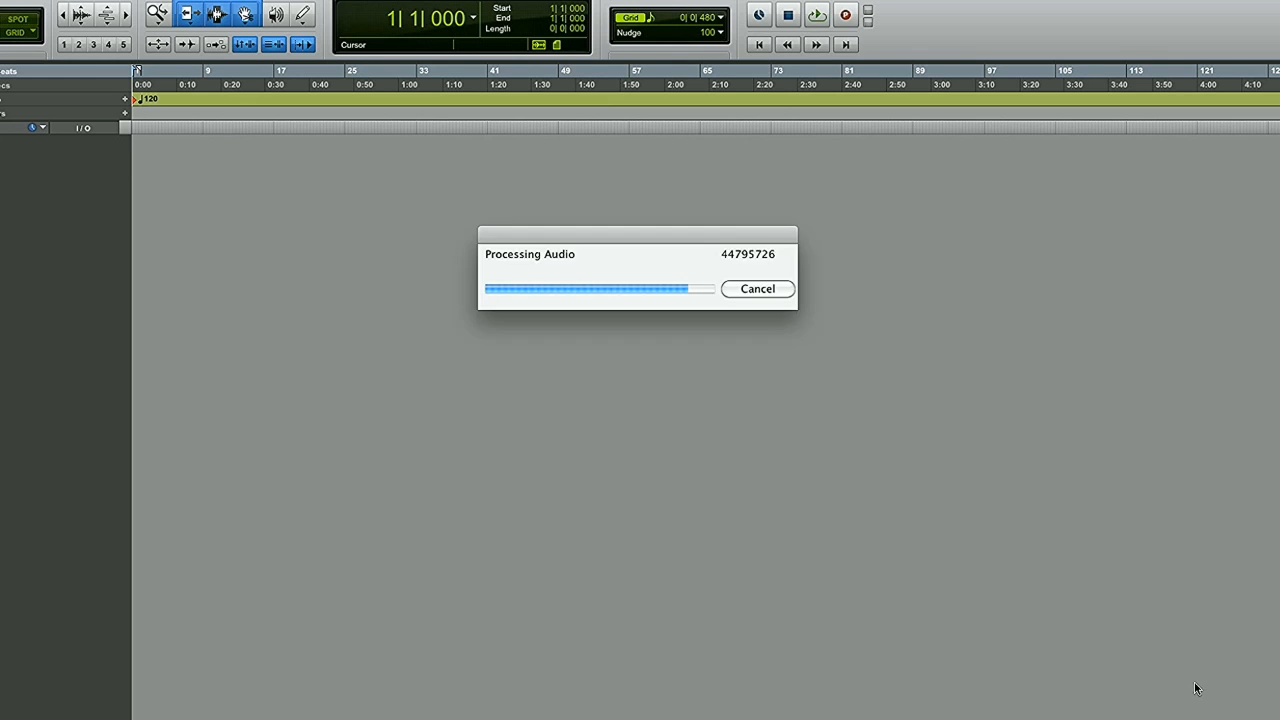 SPOT
GRID
1 2 3 4 5
1| 1| 000
Start 1| 1| 000
End 1| 1| 000
Length 0| 0| 000
Cursor
Grid 0| 0| 480
Nudge 100
eats 9 17 25 33 41 49 57 65 73 81 89 97 105 113 121 12
cs 0:00 0:10 0:20 0:30 0:40 0:50 1:00 1:10 1:20 1:30 1:40 1:50 2:00 2:10 2:20 2:30 2:40 2:50 3:00 3:10 3:20 3:30 3:40 3:50 4:00 4:10
120
rs
I / O
Processing Audio 44795726
Cancel